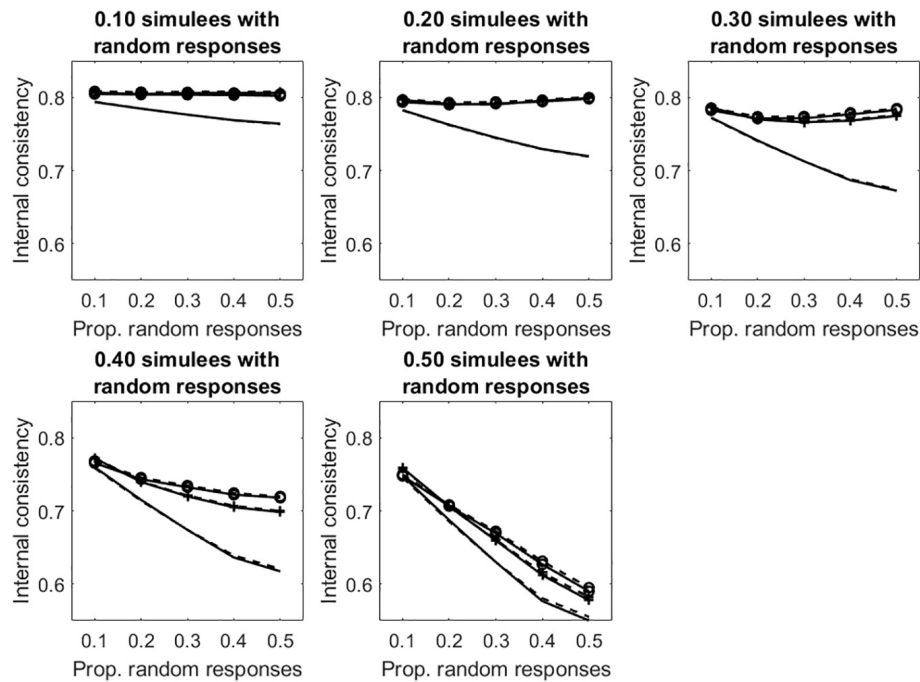 0.10 simulees with
random responses
Internal consistency
0.8
0.7
0.6
0.1 0.2 0.3 0.4 0.5
Prop. random responses
0.20 simulees with
random responses
Internal consistency
0.8
0.7
0.6
0.1 0.2 0.3 0.4 0.5
Prop. random responses
0.30 simulees with
random responses
Internal consistency
0.8
0.7
0.6
0.1 0.2 0.3 0.4 0.5
Prop. random responses
0.40 simulees with
random responses
Internal consistency
0.8
0.7
0.6
0.1 0.2 0.3 0.4 0.5
Prop. random responses
0.50 simulees with
random responses
Internal consistency
0.8
0.7
0.6
0.1 0.2 0.3 0.4 0.5
Prop. random responses